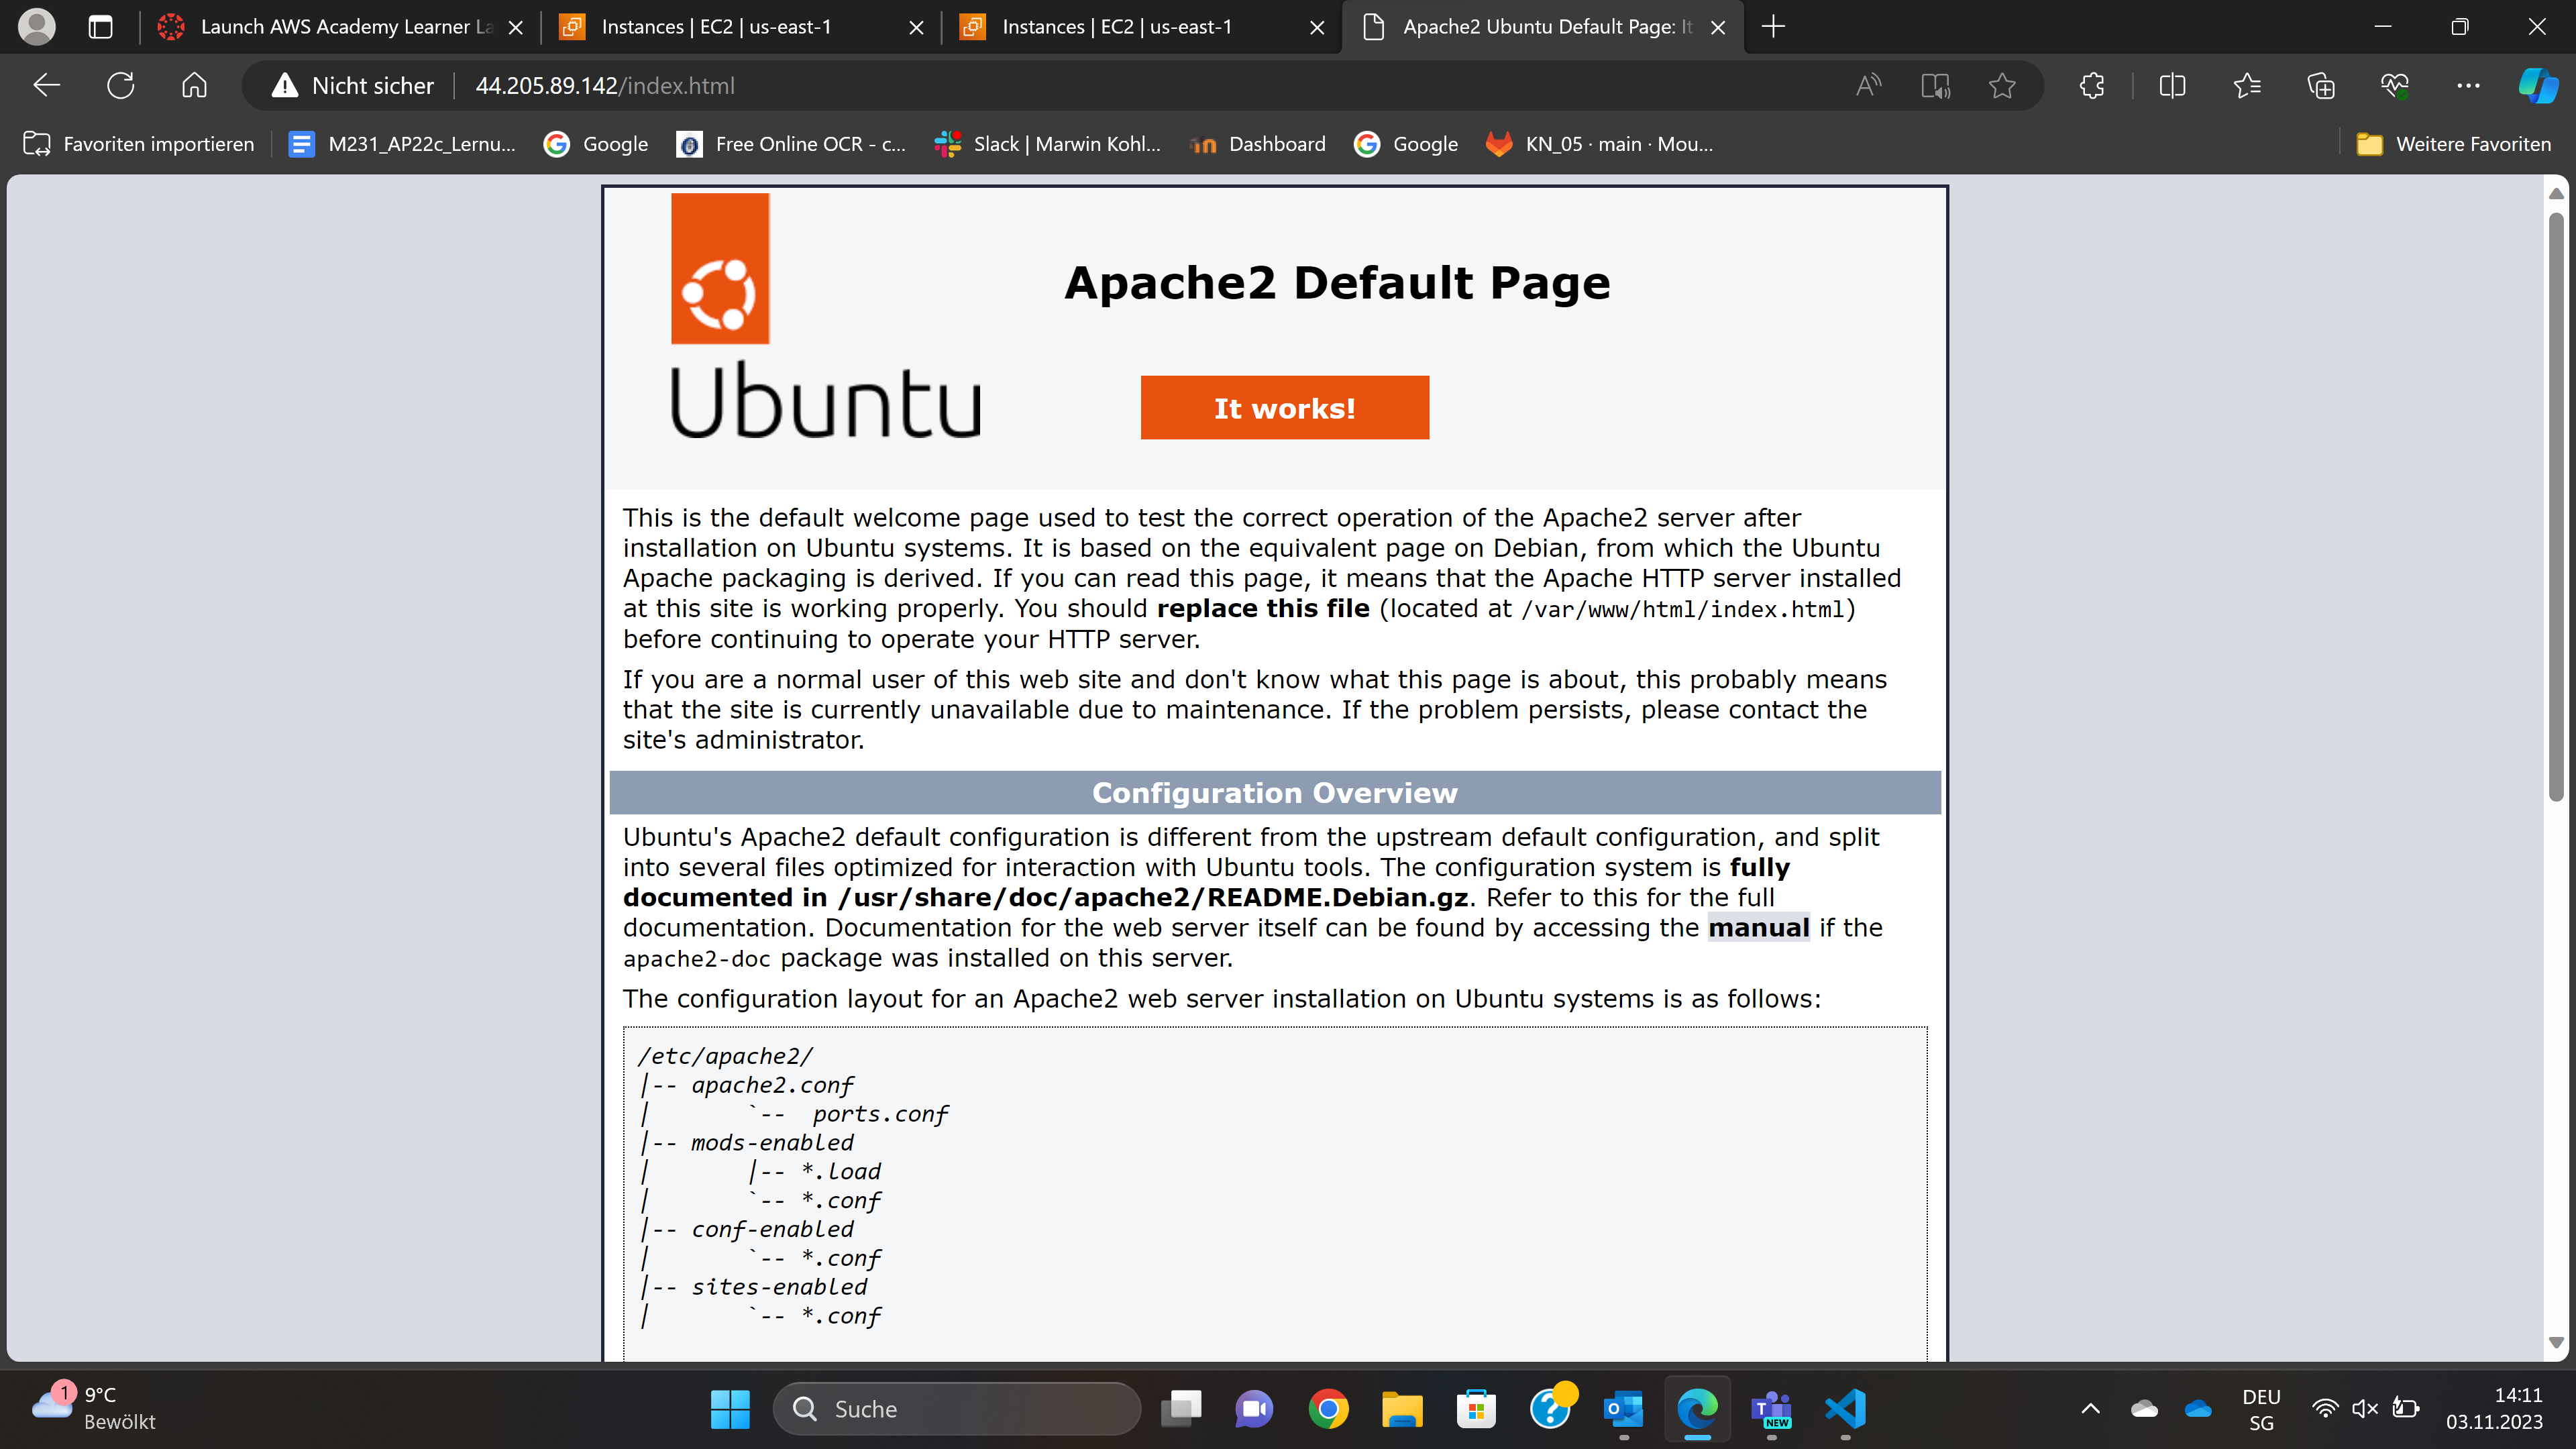 Launch AWS Academy Learner La
Instances | EC2 | us-east-1
Instances | EC2 | us-east-1
Apache2 Ubuntu Default Page: It
Nicht sicher
44.205.89.142/index.html
Favoriten importieren
M231_AP22c_Lernu...
Google
Free Online OCR - c...
Slack | Marwin Kohl...
Dashboard
Google
KN_05 · main · Mou...
Weitere Favoriten
Ubuntu
Apache2 Default Page
It works!
This is the default welcome page used to test the correct operation of the Apache2 server after
installation on Ubuntu systems. It is based on the equivalent page on Debian, from which the Ubuntu
Apache packaging is derived. If you can read this page, it means that the Apache HTTP server installed
at this site is working properly. You should replace this file (located at /var/www/html/index.html)
before continuing to operate your HTTP server.
If you are a normal user of this web site and don't know what this page is about, this probably means
that the site is currently unavailable due to maintenance. If the problem persists, please contact the
site's administrator.
Configuration Overview
Ubuntu's Apache2 default configuration is different from the upstream default configuration, and split
into several files optimized for interaction with Ubuntu tools. The configuration system is fully
documented in /usr/share/doc/apache2/README.Debian.gz. Refer to this for the full
documentation. Documentation for the web server itself can be found by accessing the manual if the
apache2-doc package was installed on this server.
The configuration layout for an Apache2 web server installation on Ubuntu systems is as follows:
/etc/apache2/
|-- apache2.conf
|       `--  ports.conf
|-- mods-enabled
|       |-- *.load
|       `-- *.conf
|-- conf-enabled
|       `-- *.conf
|-- sites-enabled
|       `-- *.conf
1
9°C
Bewölkt
Suche
NEW
DEU
SG
14:11
03.11.2023